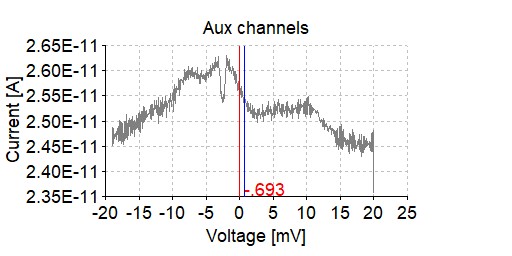 Aux channels
2.65E-11
2.60E-11
2.55E-11
2.50E-11
2.45E-11
2.40E-11
2.35E-11
Current [A]
-.693
-20 -15 -10 -5 0 5 10 15 20 25
Voltage [mV]